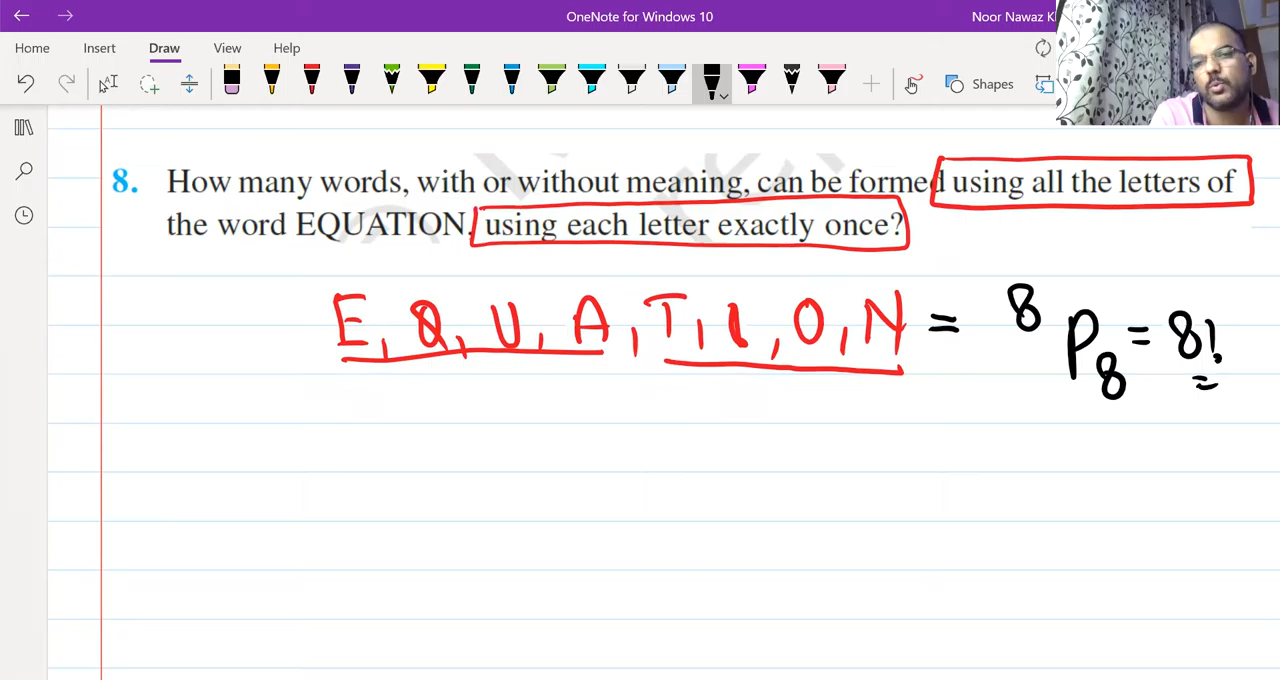 OneNote for Windows 10
Noor Nawaz
Home Insert Draw View Help
Shapes
8. How many words, with or without meaning, can be formed using all the letters of
the word EQUATION, using each letter exactly once?
E, Q, U, A, T, I, O, N = ⁸P₈ = 8!